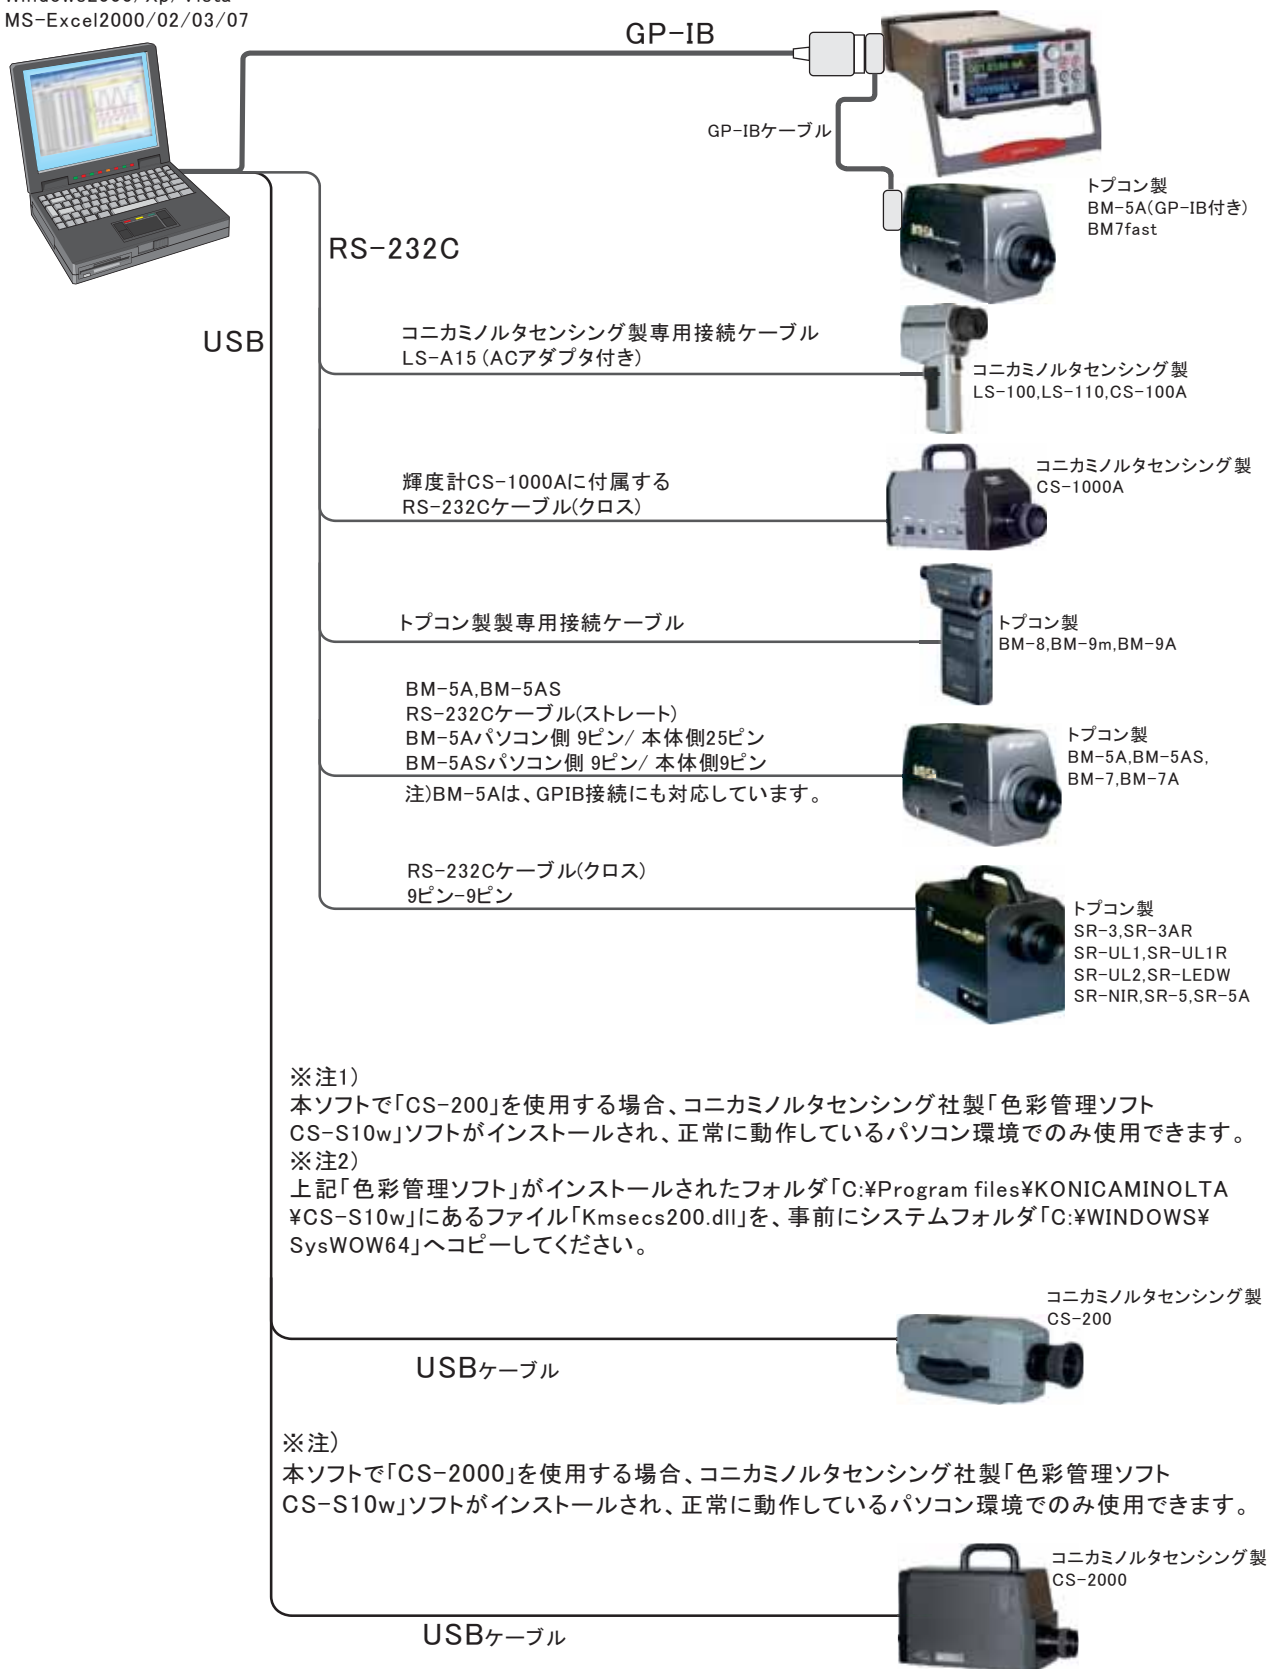 MS-Excel2000/02/03/07
GP-IB
GP-IBケーブル
トプコン製
BM-5A(GP-IB付き)
BM7fast
RS-232C
USB
コニカミノルタセンシング製専用接続ケーブル
LS-A15(ACアダプタ付き)
コニカミノルタセンシング製
LS-100,LS-110,CS-100A
輝度計CS-1000Aに付属する
RS-232Cケーブル(クロス)
コニカミノルタセンシング製
CS-1000A
トプコン製製専用接続ケーブル
トプコン製
BM-8,BM-9m,BM-9A
BM-5A,BM-5AS
RS-232Cケーブル(ストレート)
BM-5Aパソコン側 9ピン/ 本体側25ピン
BM-5ASパソコン側 9ピン/ 本体側9ピン
注)BM-5Aは、GPIB接続にも対応しています。
トプコン製
BM-5A,BM-5AS,
BM-7,BM-7A
RS-232Cケーブル(クロス)
9ピン-9ピン
トプコン製
SR-3,SR-3AR
SR-UL1,SR-UL1R
SR-UL2,SR-LEDW
SR-NIR,SR-5,SR-5A
※注1)
本ソフトで「CS-200」を使用する場合、コニカミノルタセンシング社製「色彩管理ソフト
CS-S10w」ソフトがインストールされ、正常に動作しているパソコン環境でのみ使用できます。
※注2)
上記「色彩管理ソフト」がインストールされたフォルダ「C:¥Program files¥KONICAMINOLTA
¥CS-S10w」にあるファイル「Kmsecs200.dll」を、事前にシステムフォルダ「C:¥WINDOWS¥
SysWOW64」へコピーしてください。
コニカミノルタセンシング製
CS-200
USBケーブル
※注)
本ソフトで「CS-2000」を使用する場合、コニカミノルタセンシング社製「色彩管理ソフト
CS-S10w」ソフトがインストールされ、正常に動作しているパソコン環境でのみ使用できます。
コニカミノルタセンシング製
CS-2000
USBケーブル